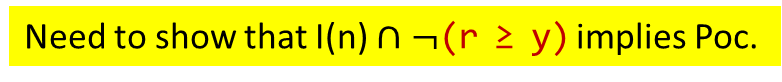 Need to show that I(n) ∩ ¬(r ≥ y) implies Poc.